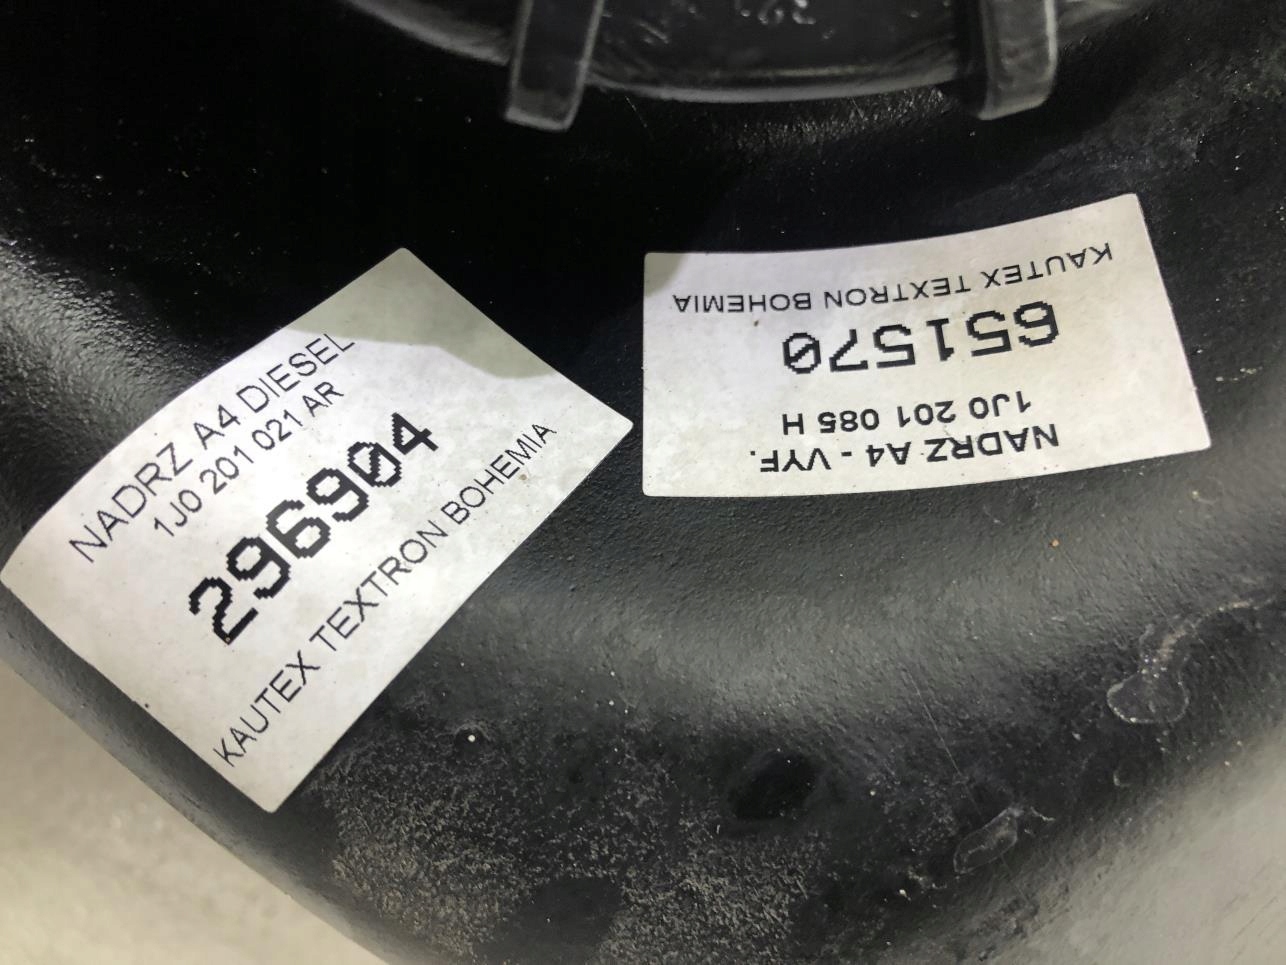 NADRZ A4 DIESEL
1J0 201 021 AR
296904
KAUTEX TEXTRON BOHEMIA
NADRZ A4 - VYF.
1J0 201 085 H
651570
KAUTEX TEXTRON BOHEMIA